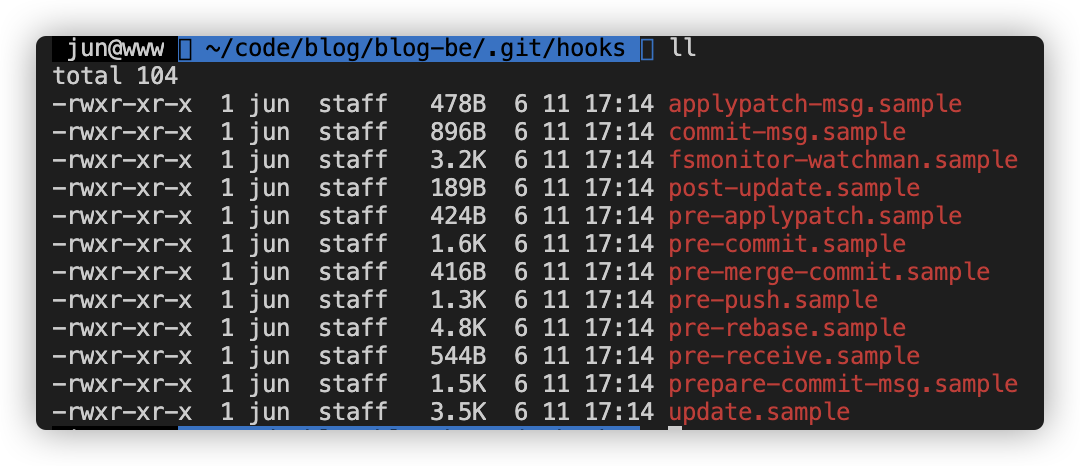 jun@www ~/code/blog/blog-be/.git/hooks ll
total 104
-rwxr-xr-x  1 jun  staff   478B  6 11 17:14 applypatch-msg.sample
-rwxr-xr-x  1 jun  staff   896B  6 11 17:14 commit-msg.sample
-rwxr-xr-x  1 jun  staff   3.2K  6 11 17:14 fsmonitor-watchman.sample
-rwxr-xr-x  1 jun  staff   189B  6 11 17:14 post-update.sample
-rwxr-xr-x  1 jun  staff   424B  6 11 17:14 pre-applypatch.sample
-rwxr-xr-x  1 jun  staff   1.6K  6 11 17:14 pre-commit.sample
-rwxr-xr-x  1 jun  staff   416B  6 11 17:14 pre-merge-commit.sample
-rwxr-xr-x  1 jun  staff   1.3K  6 11 17:14 pre-push.sample
-rwxr-xr-x  1 jun  staff   4.8K  6 11 17:14 pre-rebase.sample
-rwxr-xr-x  1 jun  staff   544B  6 11 17:14 pre-receive.sample
-rwxr-xr-x  1 jun  staff   1.5K  6 11 17:14 prepare-commit-msg.sample
-rwxr-xr-x  1 jun  staff   3.5K  6 11 17:14 update.sample